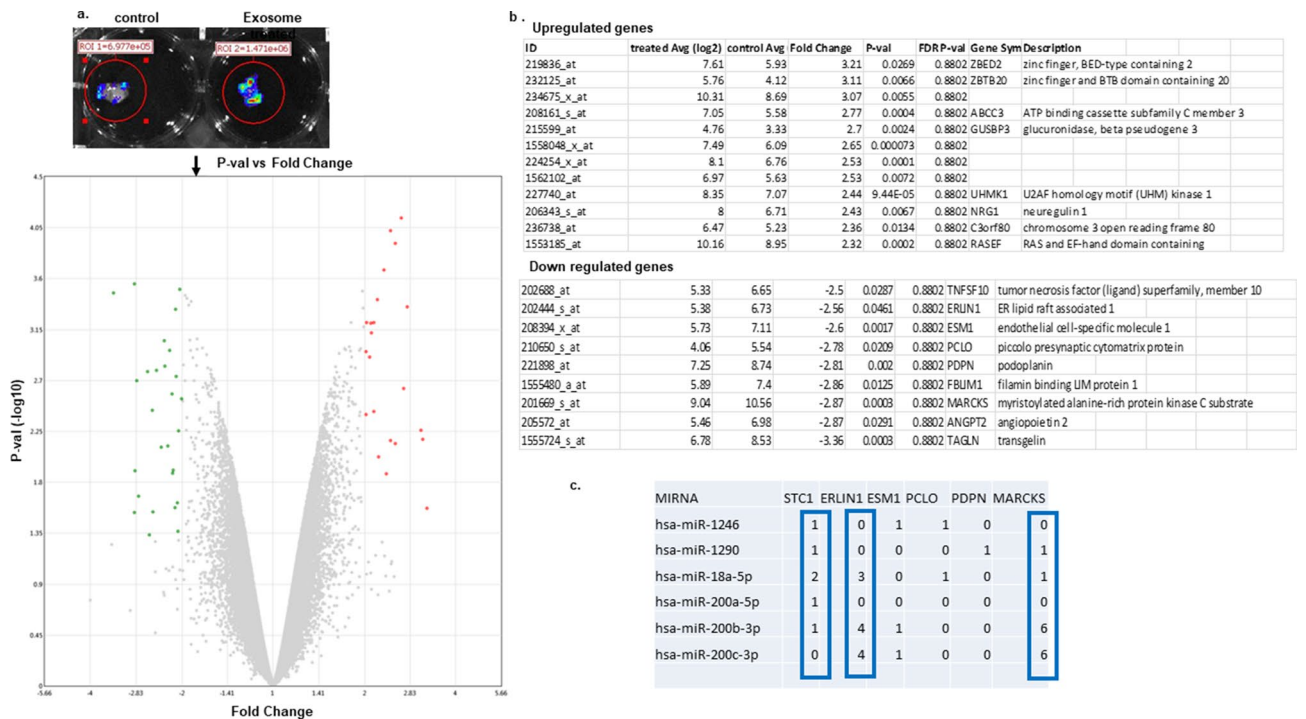 a.
control Exosome
treated
ROI 1=6.977e+05 ROI 2=1.471e+06
P-val vs Fold Change
4.5
4.05
3.6
3.15
2.7
2.25
1.8
1.35
0.9
0.45
0
P-val (-log10)
-5.66 -4 -2.83 -2 -1.41 1 1.41 2 2.83 4 5.66
Fold Change
b .
Upregulated genes
ID treated Avg (log2) control Avg Fold Change P-val FDR P-val Gene Sym Description
219836_at 7.61 5.93 3.21 0.0269 0.8802 ZBED2 zinc finger, BED-type containing 2
232125_at 5.76 4.12 3.11 0.0066 0.8802 ZBTB20 zinc finger and BTB domain containing 20
234675_x_at 10.31 8.69 3.07 0.0055 0.8802
208161_s_at 7.05 5.58 2.77 0.0004 0.8802 ABCC3 ATP binding cassette subfamily C member 3
215599_at 4.76 3.33 2.7 0.0024 0.8802 GUSBP3 glucuronidase, beta pseudogene 3
1558048_x_at 7.49 6.09 2.65 0.000073 0.8802
224254_x_at 8.1 6.76 2.53 0.0001 0.8802
1562102_at 6.97 5.63 2.53 0.0072 0.8802
227740_at 8.35 7.07 2.44 9.44E-05 0.8802 UHMK1 U2AF homology motif (UHM) kinase 1
206343_s_at 8 6.71 2.43 0.0067 0.8802 NRG1 neuregulin 1
236738_at 6.47 5.23 2.36 0.0134 0.8802 C3orf80 chromosome 3 open reading frame 80
1553185_at 10.16 8.95 2.32 0.0002 0.8802 RASEF RAS and EF-hand domain containing
Down regulated genes
202688_at 5.33 6.65 -2.5 0.0287 0.8802 TNFSF10 tumor necrosis factor (ligand) superfamily, member 10
202444_s_at 5.38 6.73 -2.56 0.0461 0.8802 ERLIN1 ER lipid raft associated 1
208394_x_at 5.73 7.11 -2.6 0.0017 0.8802 ESM1 endothelial cell-specific molecule 1
210650_s_at 4.06 5.54 -2.78 0.0209 0.8802 PCLO piccolo presynaptic cytomatrix protein
221898_at 7.25 8.74 -2.81 0.002 0.8802 PDPN podoplanin
1555480_a_at 5.89 7.4 -2.86 0.0125 0.8802 FBLIM1 filamin binding LIM protein 1
201669_s_at 9.04 10.56 -2.87 0.0003 0.8802 MARCKS myristoylated alanine-rich protein kinase C substrate
205572_at 5.46 6.98 -2.87 0.0291 0.8802 ANGPT2 angiopoietin 2
1555724_s_at 6.78 8.53 -3.36 0.0003 0.8802 TAGLN transgelin
c.
MIRNA STC1 ERLIN1 ESM1 PCLO PDPN MARCKS
hsa-miR-1246 1 0 1 1 0 0
hsa-miR-1290 1 0 0 0 1 1
hsa-miR-18a-5p 2 3 0 1 0 1
hsa-miR-200a-5p 1 0 0 0 0 0
hsa-miR-200b-3p 1 4 1 0 0 6
hsa-miR-200c-3p 0 4 1 0 0 6